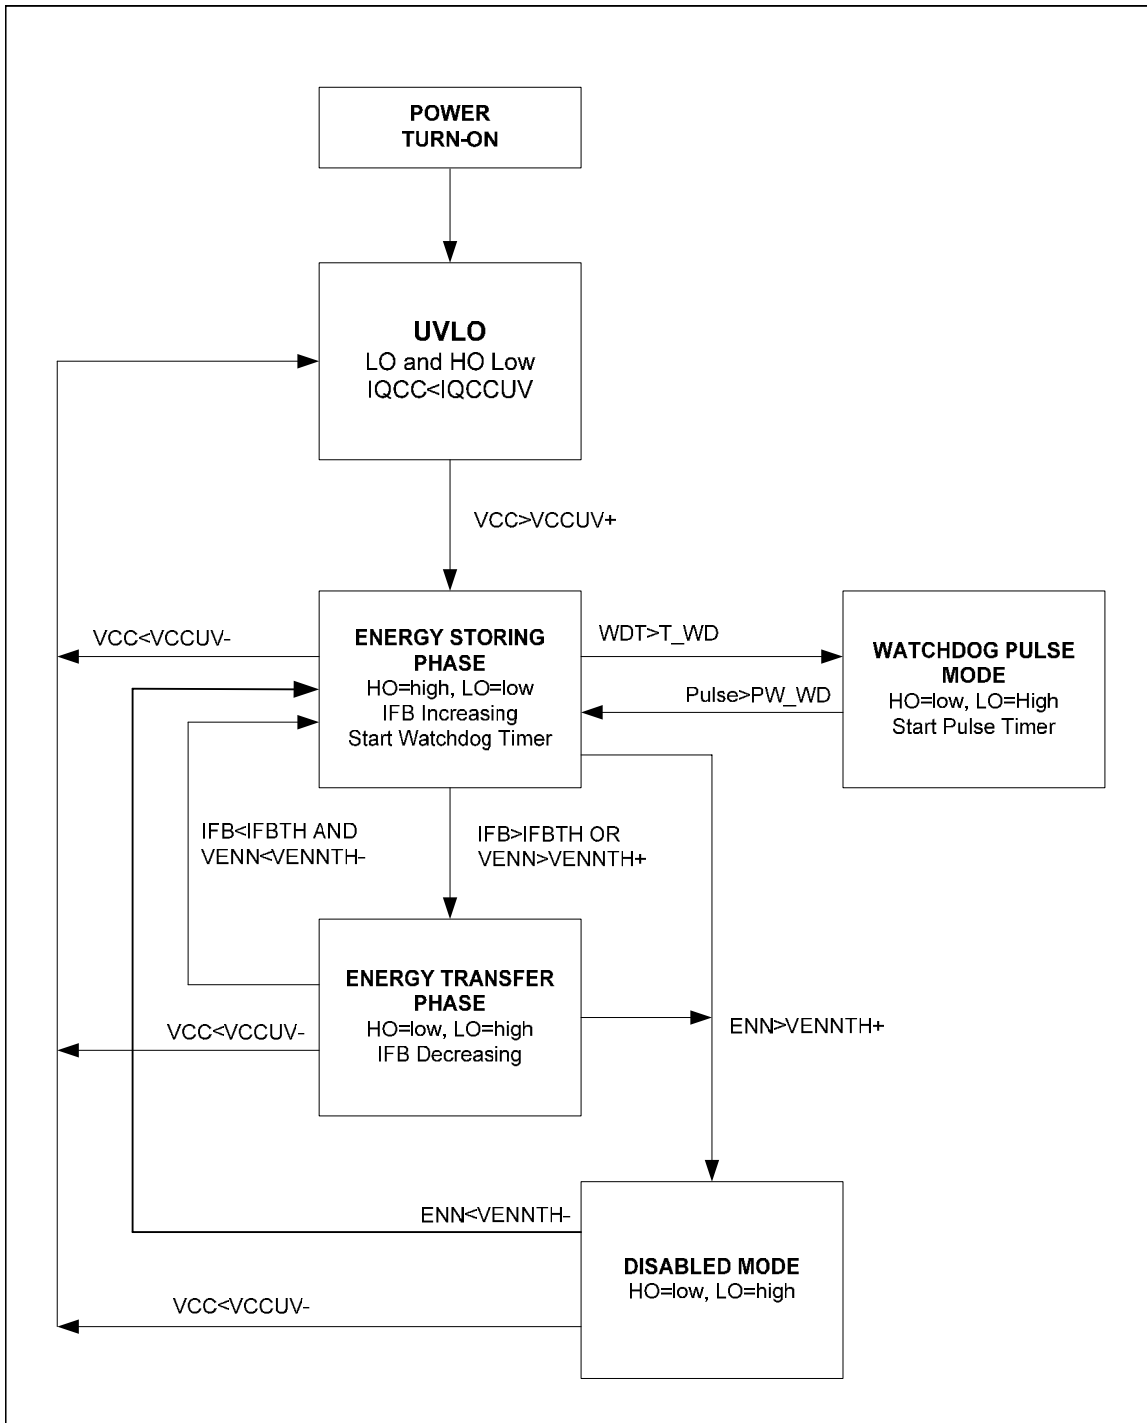 POWER
TURN-ON
UVLO
LO and HO Low
IQCC<IQCCUV
VCC>VCCUV+
VCC<VCCUV-
ENERGY STORING
PHASE
HO=high, LO=low
IFB Increasing
Start Watchdog Timer
WDT>T_WD
Pulse>PW_WD
WATCHDOG PULSE
MODE
HO=low, LO=High
Start Pulse Timer
IFB<IFBTH AND
VENN<VENNTH-
IFB>IFBTH OR
VENN>VENNTH+
ENERGY TRANSFER
PHASE
HO=low, LO=high
IFB Decreasing
VCC<VCCUV-
ENN>VENNTH+
ENN<VENNTH-
DISABLED MODE
HO=low, LO=high
VCC<VCCUV-